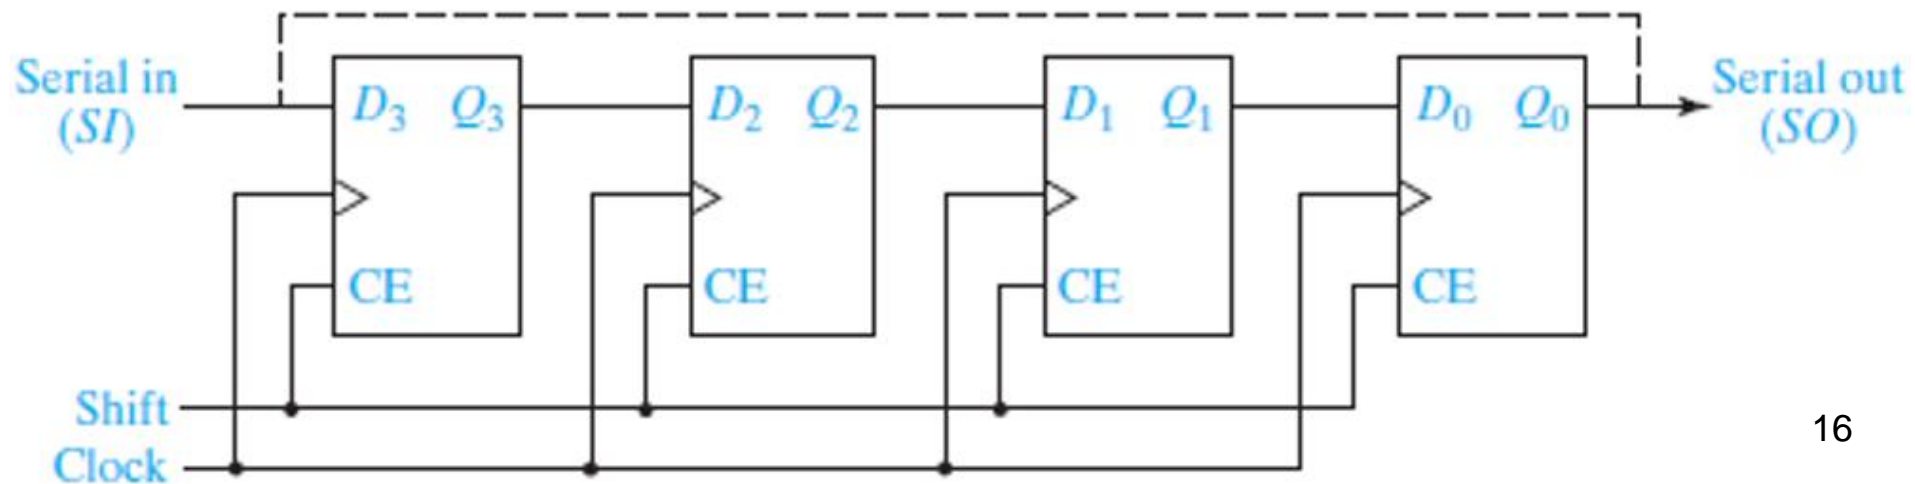 Serial in
(SI)
D3 Q3
D2 Q2
D1 Q1
D0 Q0
Serial out
(SO)
CE
CE
CE
CE
Shift
Clock
16